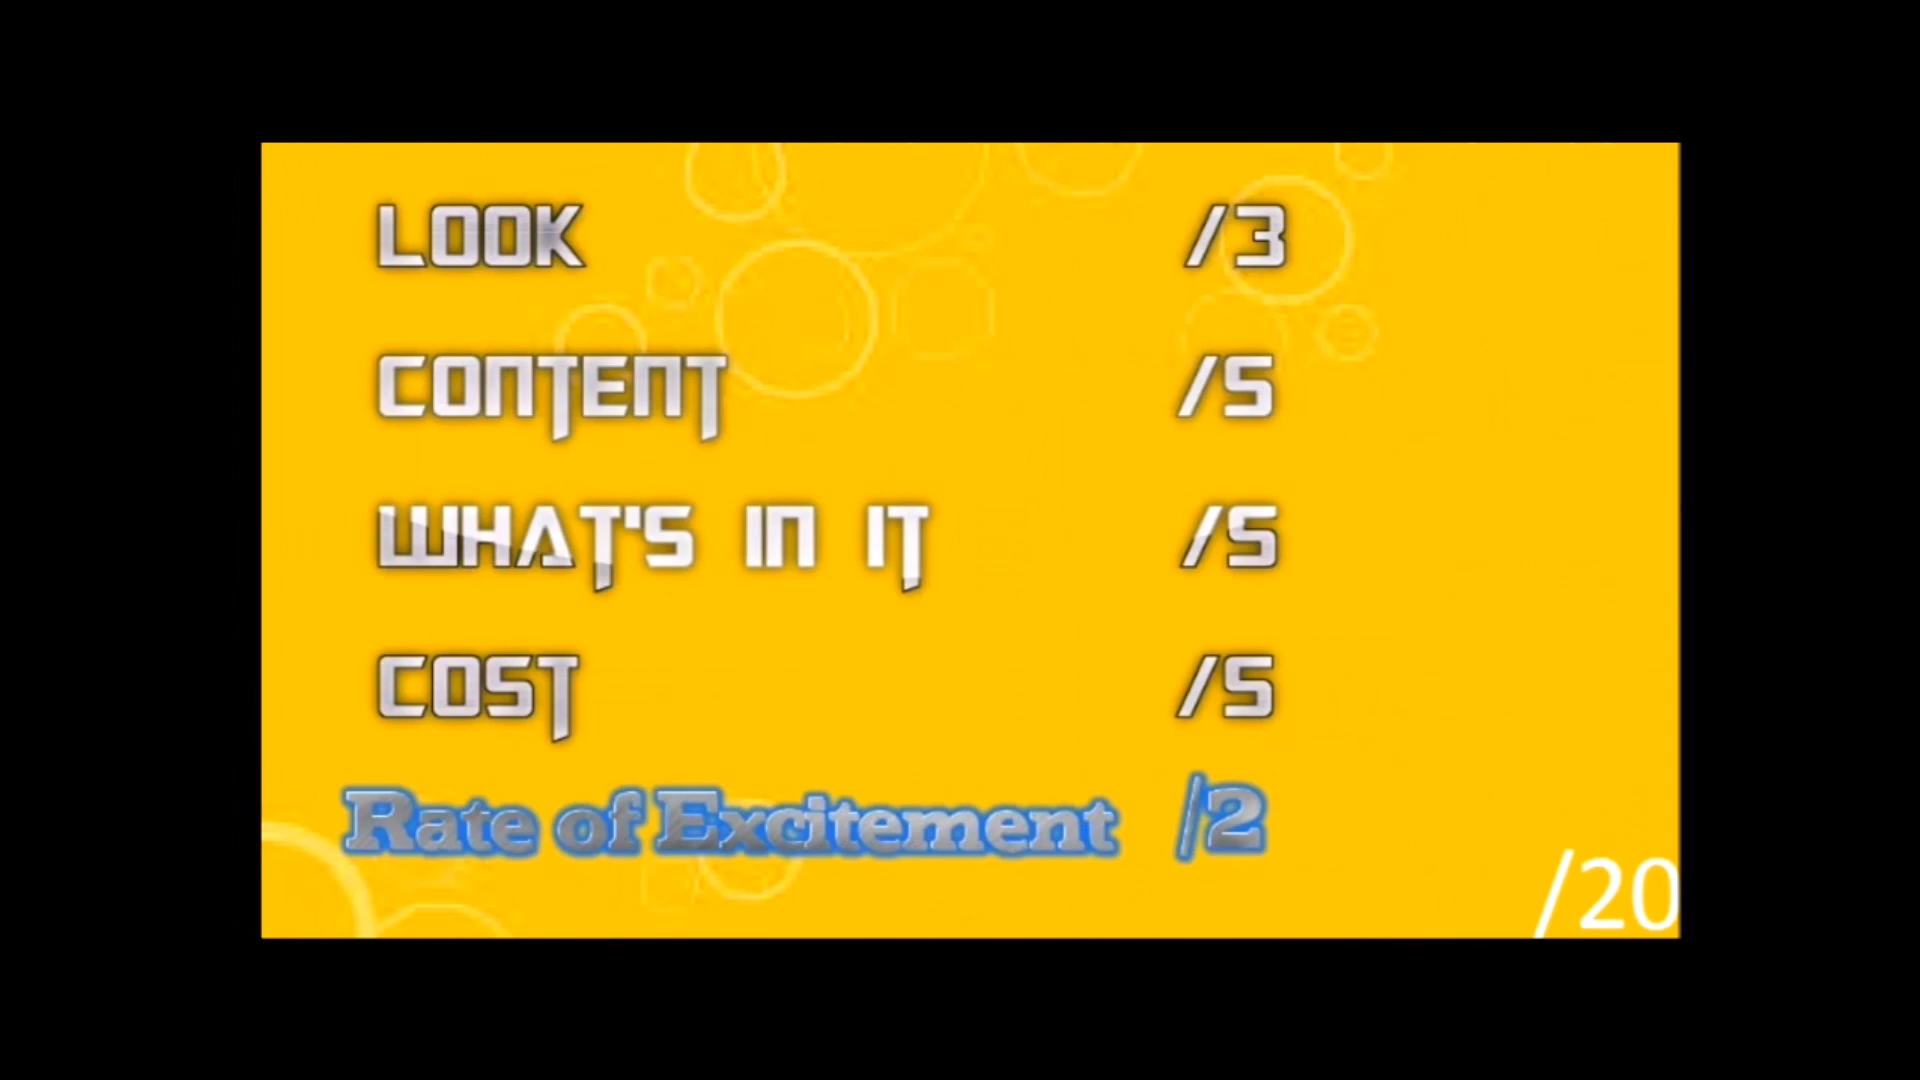 LOOK /3
CONTENT /5
WHAT'S IN IT /5
COST /5
Rate of Excitement /2
/20